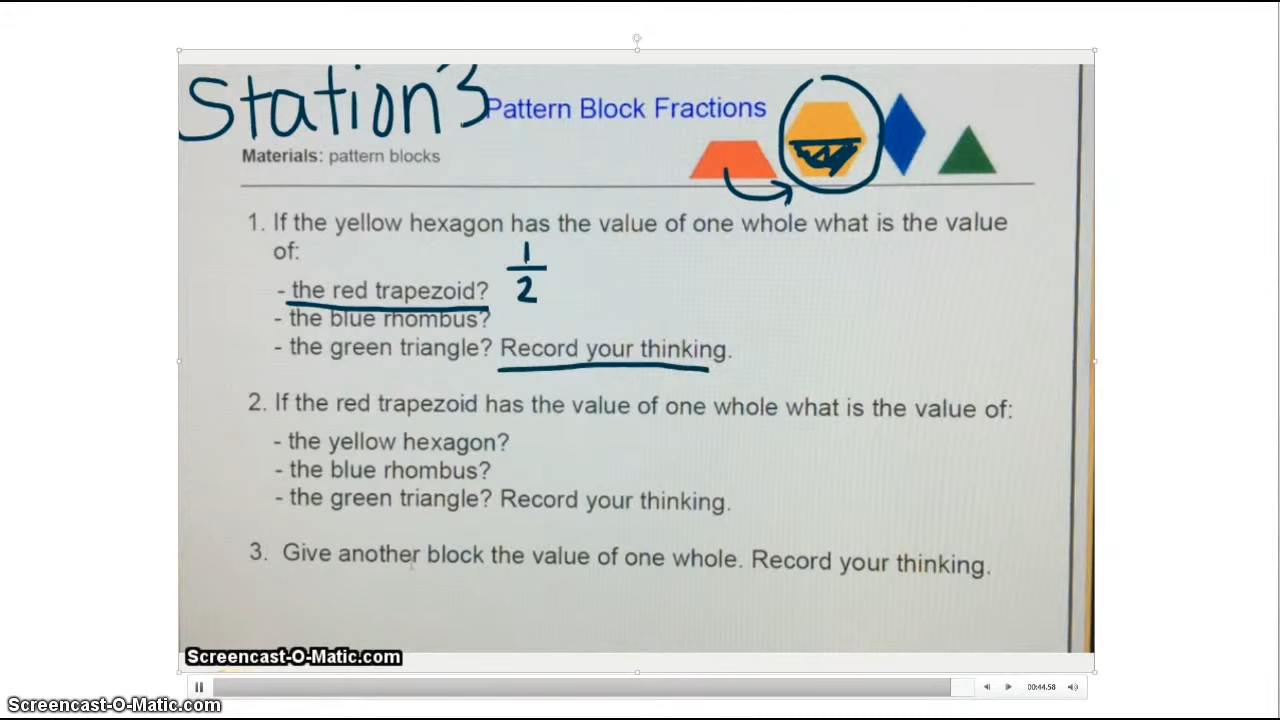 Station 3
Pattern Block Fractions
Materials: pattern blocks
1. If the yellow hexagon has the value of one whole what is the value
of:
1
2
- the red trapezoid?
- the blue rhombus?
- the green triangle? Record your thinking.
2. If the red trapezoid has the value of one whole what is the value of:
- the yellow hexagon?
- the blue rhombus?
- the green triangle? Record your thinking.
3. Give another block the value of one whole. Record your thinking.
Screencast-O-Matic.com
00:44.58
Screencast-O-Matic.com